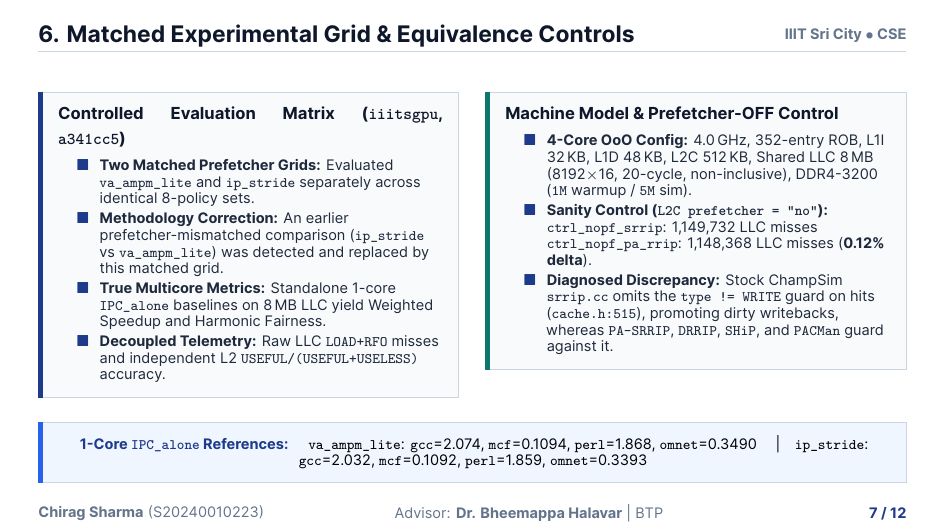 6. Matched Experimental Grid & Equivalence Controls
IIIT Sri City • CSE
Controlled Evaluation Matrix (iiitsgpu,
a341cc5)
■ Two Matched Prefetcher Grids: Evaluated
va_ampm_lite and ip_stride separately across
identical 8-policy sets.
■ Methodology Correction: An earlier
prefetcher-mismatched comparison (ip_stride
vs va_ampm_lite) was detected and replaced by
this matched grid.
■ True Multicore Metrics: Standalone 1-core
IPC_alone baselines on 8 MB LLC yield Weighted
Speedup and Harmonic Fairness.
■ Decoupled Telemetry: Raw LLC LOAD+RFO misses
and independent L2 USEFUL/(USEFUL+USELESS)
accuracy.
Machine Model & Prefetcher-OFF Control
■ 4-Core OoO Config: 4.0 GHz, 352-entry ROB, L1I
32 KB, L1D 48 KB, L2C 512 KB, Shared LLC 8 MB
(8192×16, 20-cycle, non-inclusive), DDR4-3200
(1M warmup / 5M sim).
■ Sanity Control (L2C prefetcher = "no"):
ctrl_nopf_srrip: 1,149,732 LLC misses
ctrl_nopf_pa_rrip: 1,148,368 LLC misses (0.12%
delta).
■ Diagnosed Discrepancy: Stock ChampSim
srrip.cc omits the type != WRITE guard on hits
(cache.h:515), promoting dirty writebacks,
whereas PA-SRRIP, DRRIP, SHiP, and PACMan guard
against it.
1-Core IPC_alone References: va_ampm_lite: gcc=2.074, mcf=0.1094, perl=1.868, omnet=0.3490 | ip_stride:
gcc=2.032, mcf=0.1092, perl=1.859, omnet=0.3393
Chirag Sharma (S20240010223)
Advisor: Dr. Bheemappa Halavar | BTP
7 / 12